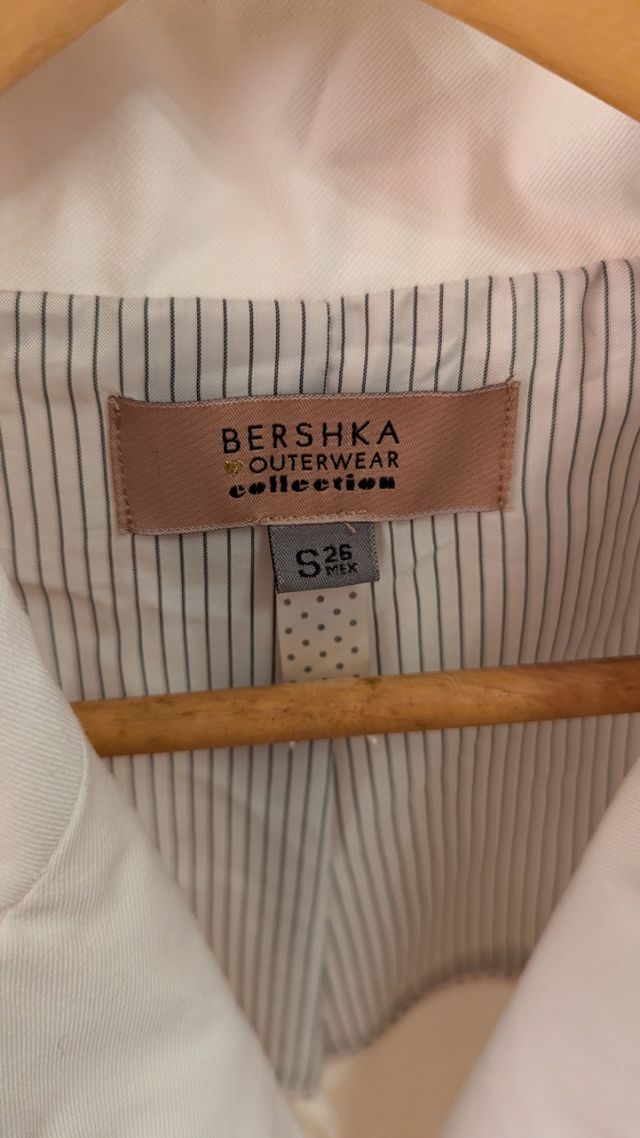 BERSHKA
OUTERWEAR
collection
S 26
MEX